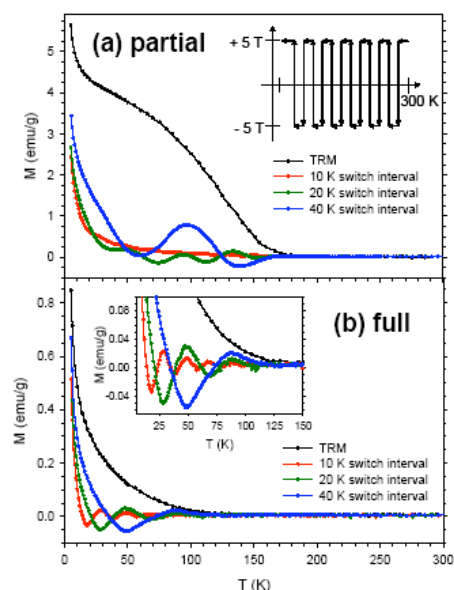 (a) partial
+ 5 T
- 5 T
300 K
M (emu/g)
5
4
3
2
1
0
TRM
10 K switch interval
20 K switch interval
40 K switch interval
(b) full
M (emu/g)
0.8
0.6
0.4
0.2
0.0
M (emu/g)
0.08
0.04
0.00
-0.04
0 50 100 150
T (K)
TRM
10 K switch interval
20 K switch interval
40 K switch interval
0 50 100 150 200 250 300
T (K)